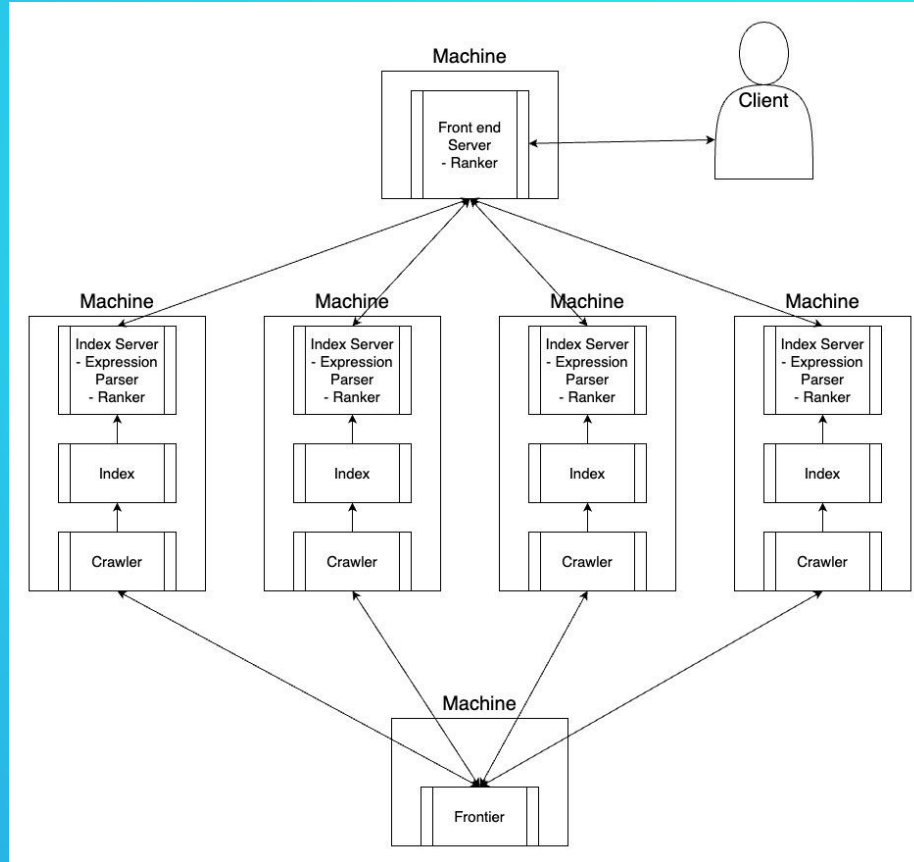 Machine
Client
Front end
Server
- Ranker
Machine
Machine
Machine
Machine
Index Server
- Expression
Parser
- Ranker
Index Server
- Expression
Parser
- Ranker
Index Server
- Expression
Parser
- Ranker
Index Server
- Expression
Parser
- Ranker
Index
Index
Index
Index
Crawler
Crawler
Crawler
Crawler
Machine
Frontier